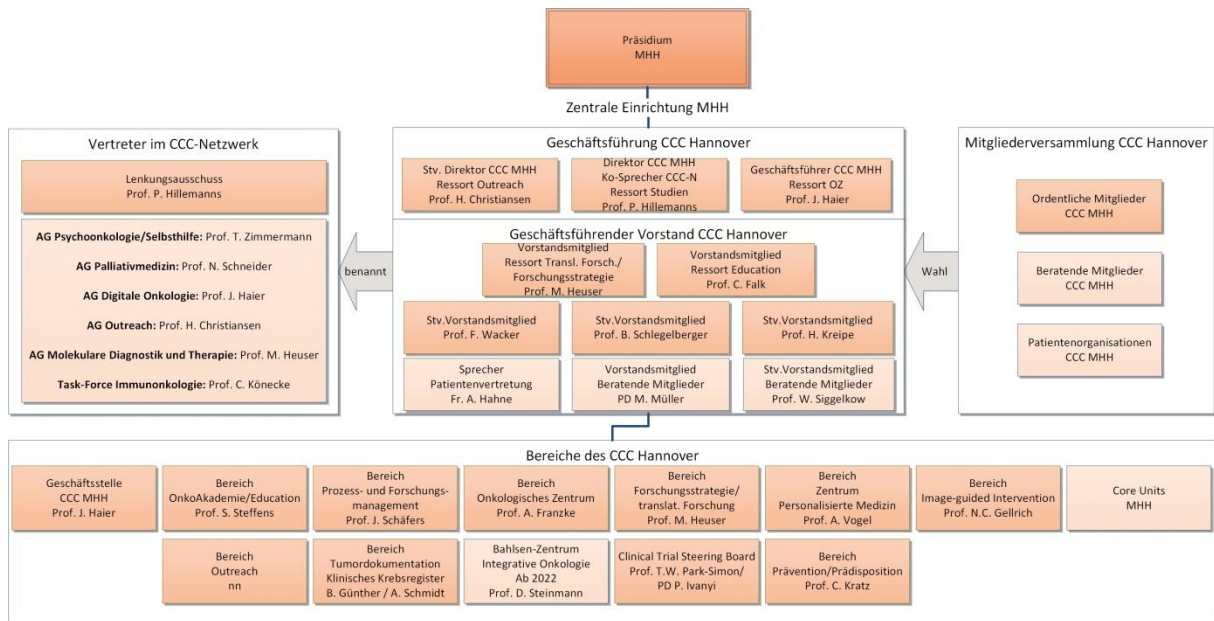 Präsidium
MHH
Zentrale Einrichtung MHH
Vertreter im CCC-Netzwerk
Lenkungsausschuss
Prof. P. Hillemanns
AG Psychoonkologie/Selbsthilfe: Prof. T. Zimmermann
AG Palliativmedizin: Prof. N. Schneider
AG Digitale Onkologie: Prof. J. Haier
AG Outreach: Prof. H. Christiansen
AG Molekulare Diagnostik und Therapie: Prof. M. Heuser
Task-Force Immunonkologie: Prof. C. Könecke
benannt
Geschäftsführung CCC Hannover
Stv. Direktor CCC MHH
Ressort Outreach
Prof. H. Christiansen
Direktor CCC MHH
Ko-Sprecher CCC-N
Ressort Studien
Prof. P. Hillemanns
Geschäftsführer CCC MHH
Ressort OZ
Prof. J. Haier
Geschäftsführender Vorstand CCC Hannover
Vorstandsmitglied
Ressort Transl. Forsch./
Forschungsstrategie
Prof. M. Heuser
Vorstandsmitglied
Ressort Education
Prof. C. Falk
Stv.Vorstandsmitglied
Prof. F. Wacker
Stv.Vorstandsmitglied
Prof. B. Schlegelberger
Stv.Vorstandsmitglied
Prof. H. Kreipe
Sprecher
Patientenvertretung
Fr. A. Hahne
Vorstandsmitglied
Beratende Mitglieder
PD M. Müller
Stv.Vorstandsmitglied
Beratende Mitglieder
Prof. W. Siggelkow
Wahl
Mitgliederversammlung CCC Hannover
Ordentliche Mitglieder
CCC MHH
Beratende Mitglieder
CCC MHH
Patientenorganisationen
CCC MHH
Bereiche des CCC Hannover
Geschäftsstelle
CCC MHH
Prof. J. Haier
Bereich
OnkoAkademie/Education
Prof. S. Steffens
Bereich
Prozess- und Forschungs-
management
Prof. J. Schäfers
Bereich
Onkologisches Zentrum
Prof. A. Franzke
Bereich
Forschungsstrategie/
translat. Forschung
Prof. M. Heuser
Bereich
Zentrum
Personalisierte Medizin
Prof. A. Vogel
Bereich
Image-guided Intervention
Prof. N.C. Gellrich
Core Units
MHH
Bereich
Outreach
nn
Bereich
Tumordokumentation
Klinisches Krebsregister
B. Günther / A. Schmidt
Bahlsen-Zentrum
Integrative Onkologie
Ab 2022
Prof. D. Steinmann
Clinical Trial Steering Board
Prof. T.W. Park-Simon/
PD P. Ivanyi
Bereich
Prävention/Prädisposition
Prof. C. Kratz